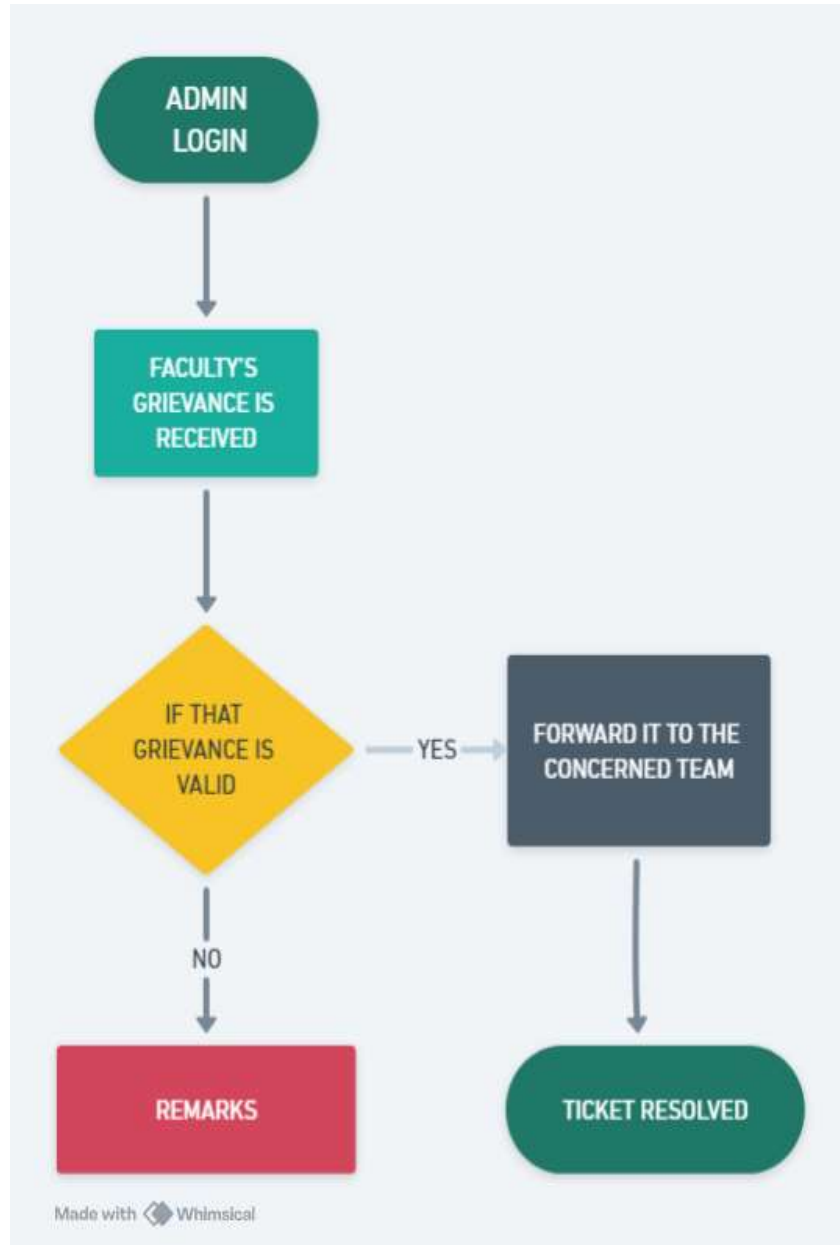 ADMIN
LOGIN
FACULTY'S
GRIEVANCE IS
RECEIVED
IF THAT
GRIEVANCE IS
VALID
YES
FORWARD IT TO THE
CONCERNED TEAM
NO
REMARKS
TICKET RESOLVED
Made with Whimsical